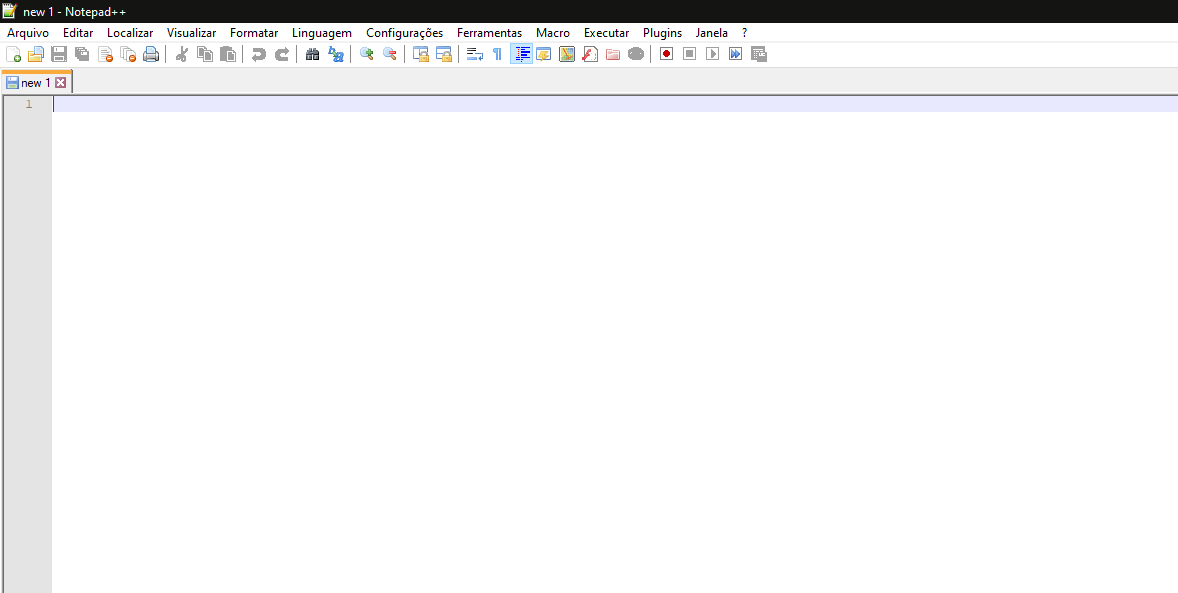 new 1 - Notepad++
Arquivo Editar Localizar Visualizar Formatar Linguagem Configurações Ferramentas Macro Executar Plugins Janela ?
new 1
1